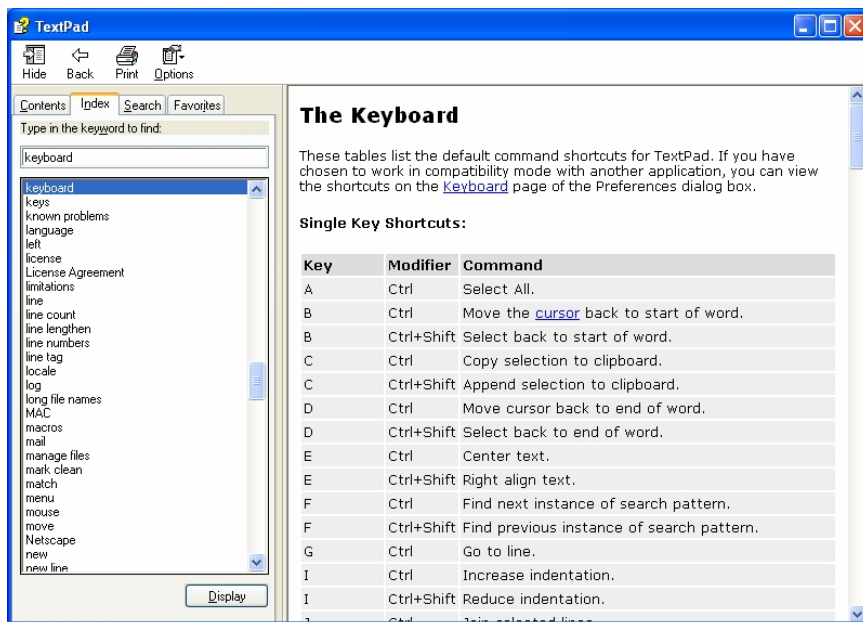 TextPad
Hide Back Print Options
Contents Index Search Favorites
Type in the keyword to find:
keyboard
keyboard
keys
known problems
language
left
license
License Agreement
limitations
line
line count
line lengthen
line numbers
line tag
locale
log
long file names
MAC
macros
mail
manage files
mark clean
match
menu
mouse
move
Netscape
new
new line
Display
The Keyboard
These tables list the default command shortcuts for TextPad. If you have
chosen to work in compatibility mode with another application, you can view
the shortcuts on the Keyboard page of the Preferences dialog box.
Single Key Shortcuts:
Key Modifier Command
A Ctrl Select All.
B Ctrl Move the cursor back to start of word.
B Ctrl+Shift Select back to start of word.
C Ctrl Copy selection to clipboard.
C Ctrl+Shift Append selection to clipboard.
D Ctrl Move cursor back to end of word.
D Ctrl+Shift Select back to end of word.
E Ctrl Center text.
E Ctrl+Shift Right align text.
F Ctrl Find next instance of search pattern.
F Ctrl+Shift Find previous instance of search pattern.
G Ctrl Go to line.
I Ctrl Increase indentation.
I Ctrl+Shift Reduce indentation.
J Ctrl Join selected lines.